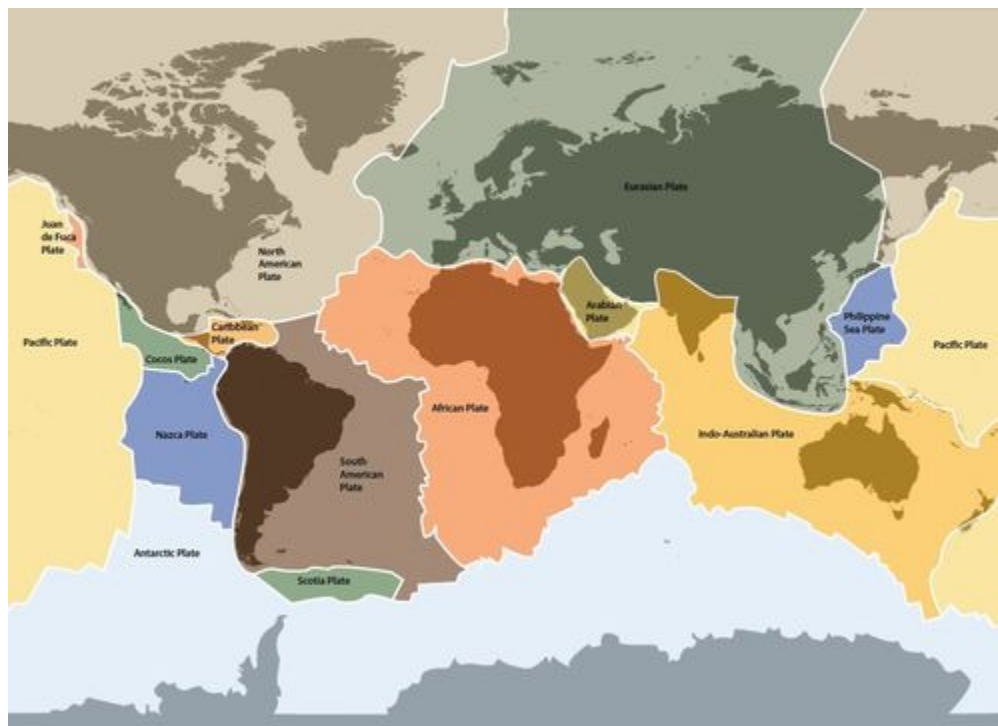 Eurasian Plate
Juan
de Fuca
Plate
North
American
Plate
Arabian
Plate
Philippine
Sea Plate
Caribbean
Plate
Pacific Plate
Cocos Plate
Pacific Plate
African Plate
Nazca Plate
Indo-Australian Plate
South
American
Plate
Antarctic Plate
Scotia Plate